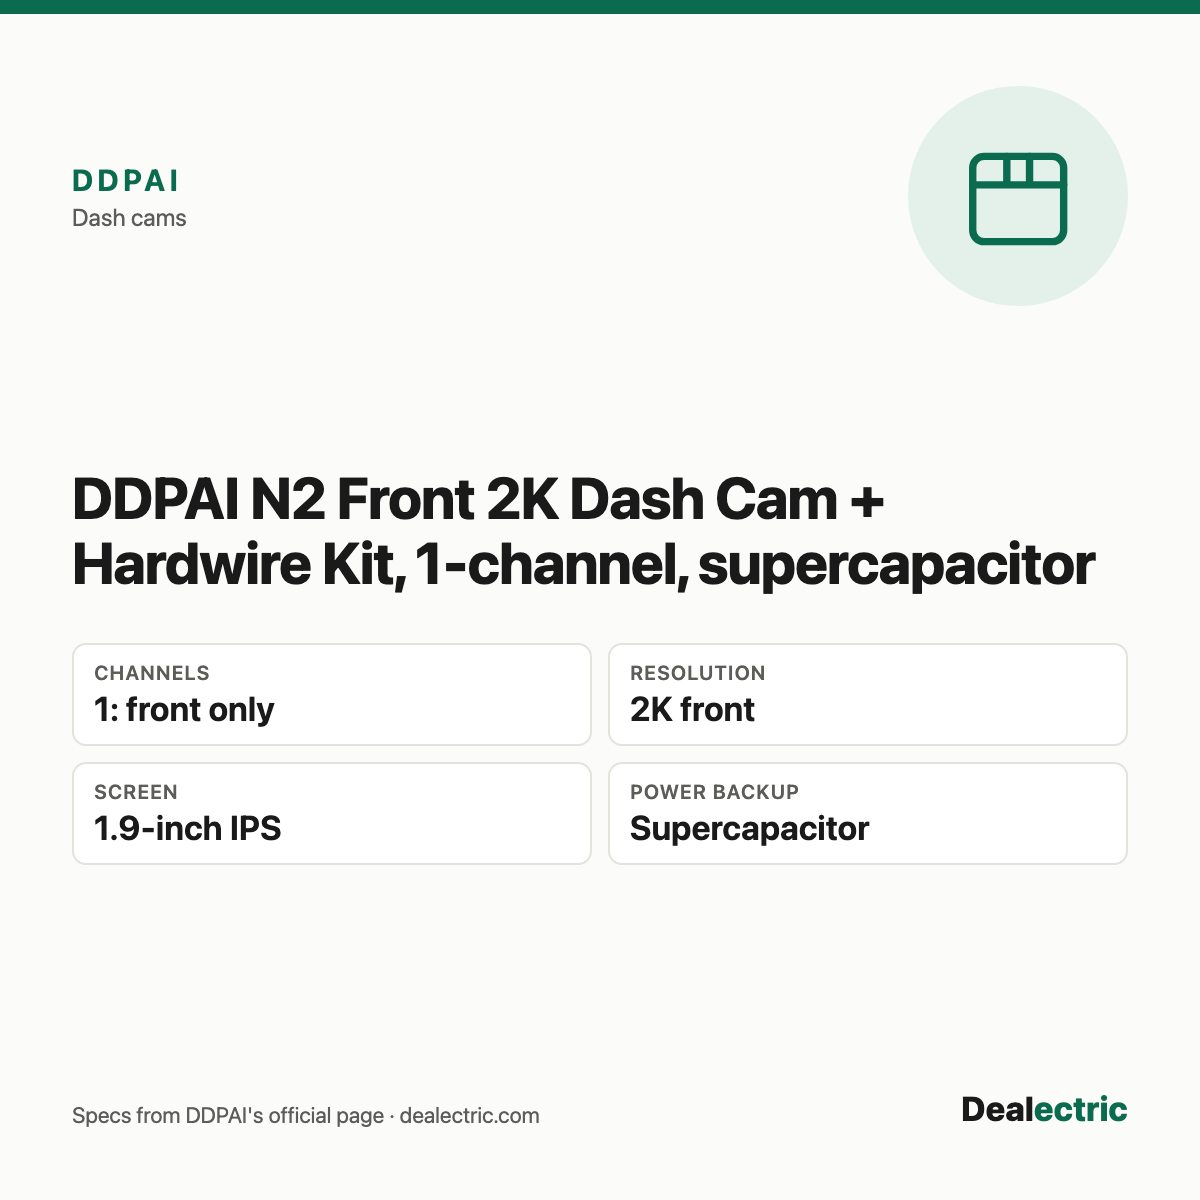 DDPAI
Dash cams
DDPAI N2 Front 2K Dash Cam +
Hardwire Kit, 1-channel, supercapacitor
CHANNELS
1: front only
RESOLUTION
2K front
SCREEN
1.9-inch IPS
POWER BACKUP
Supercapacitor
Specs from DDPAI's official page · dealectric.com
Dealectric